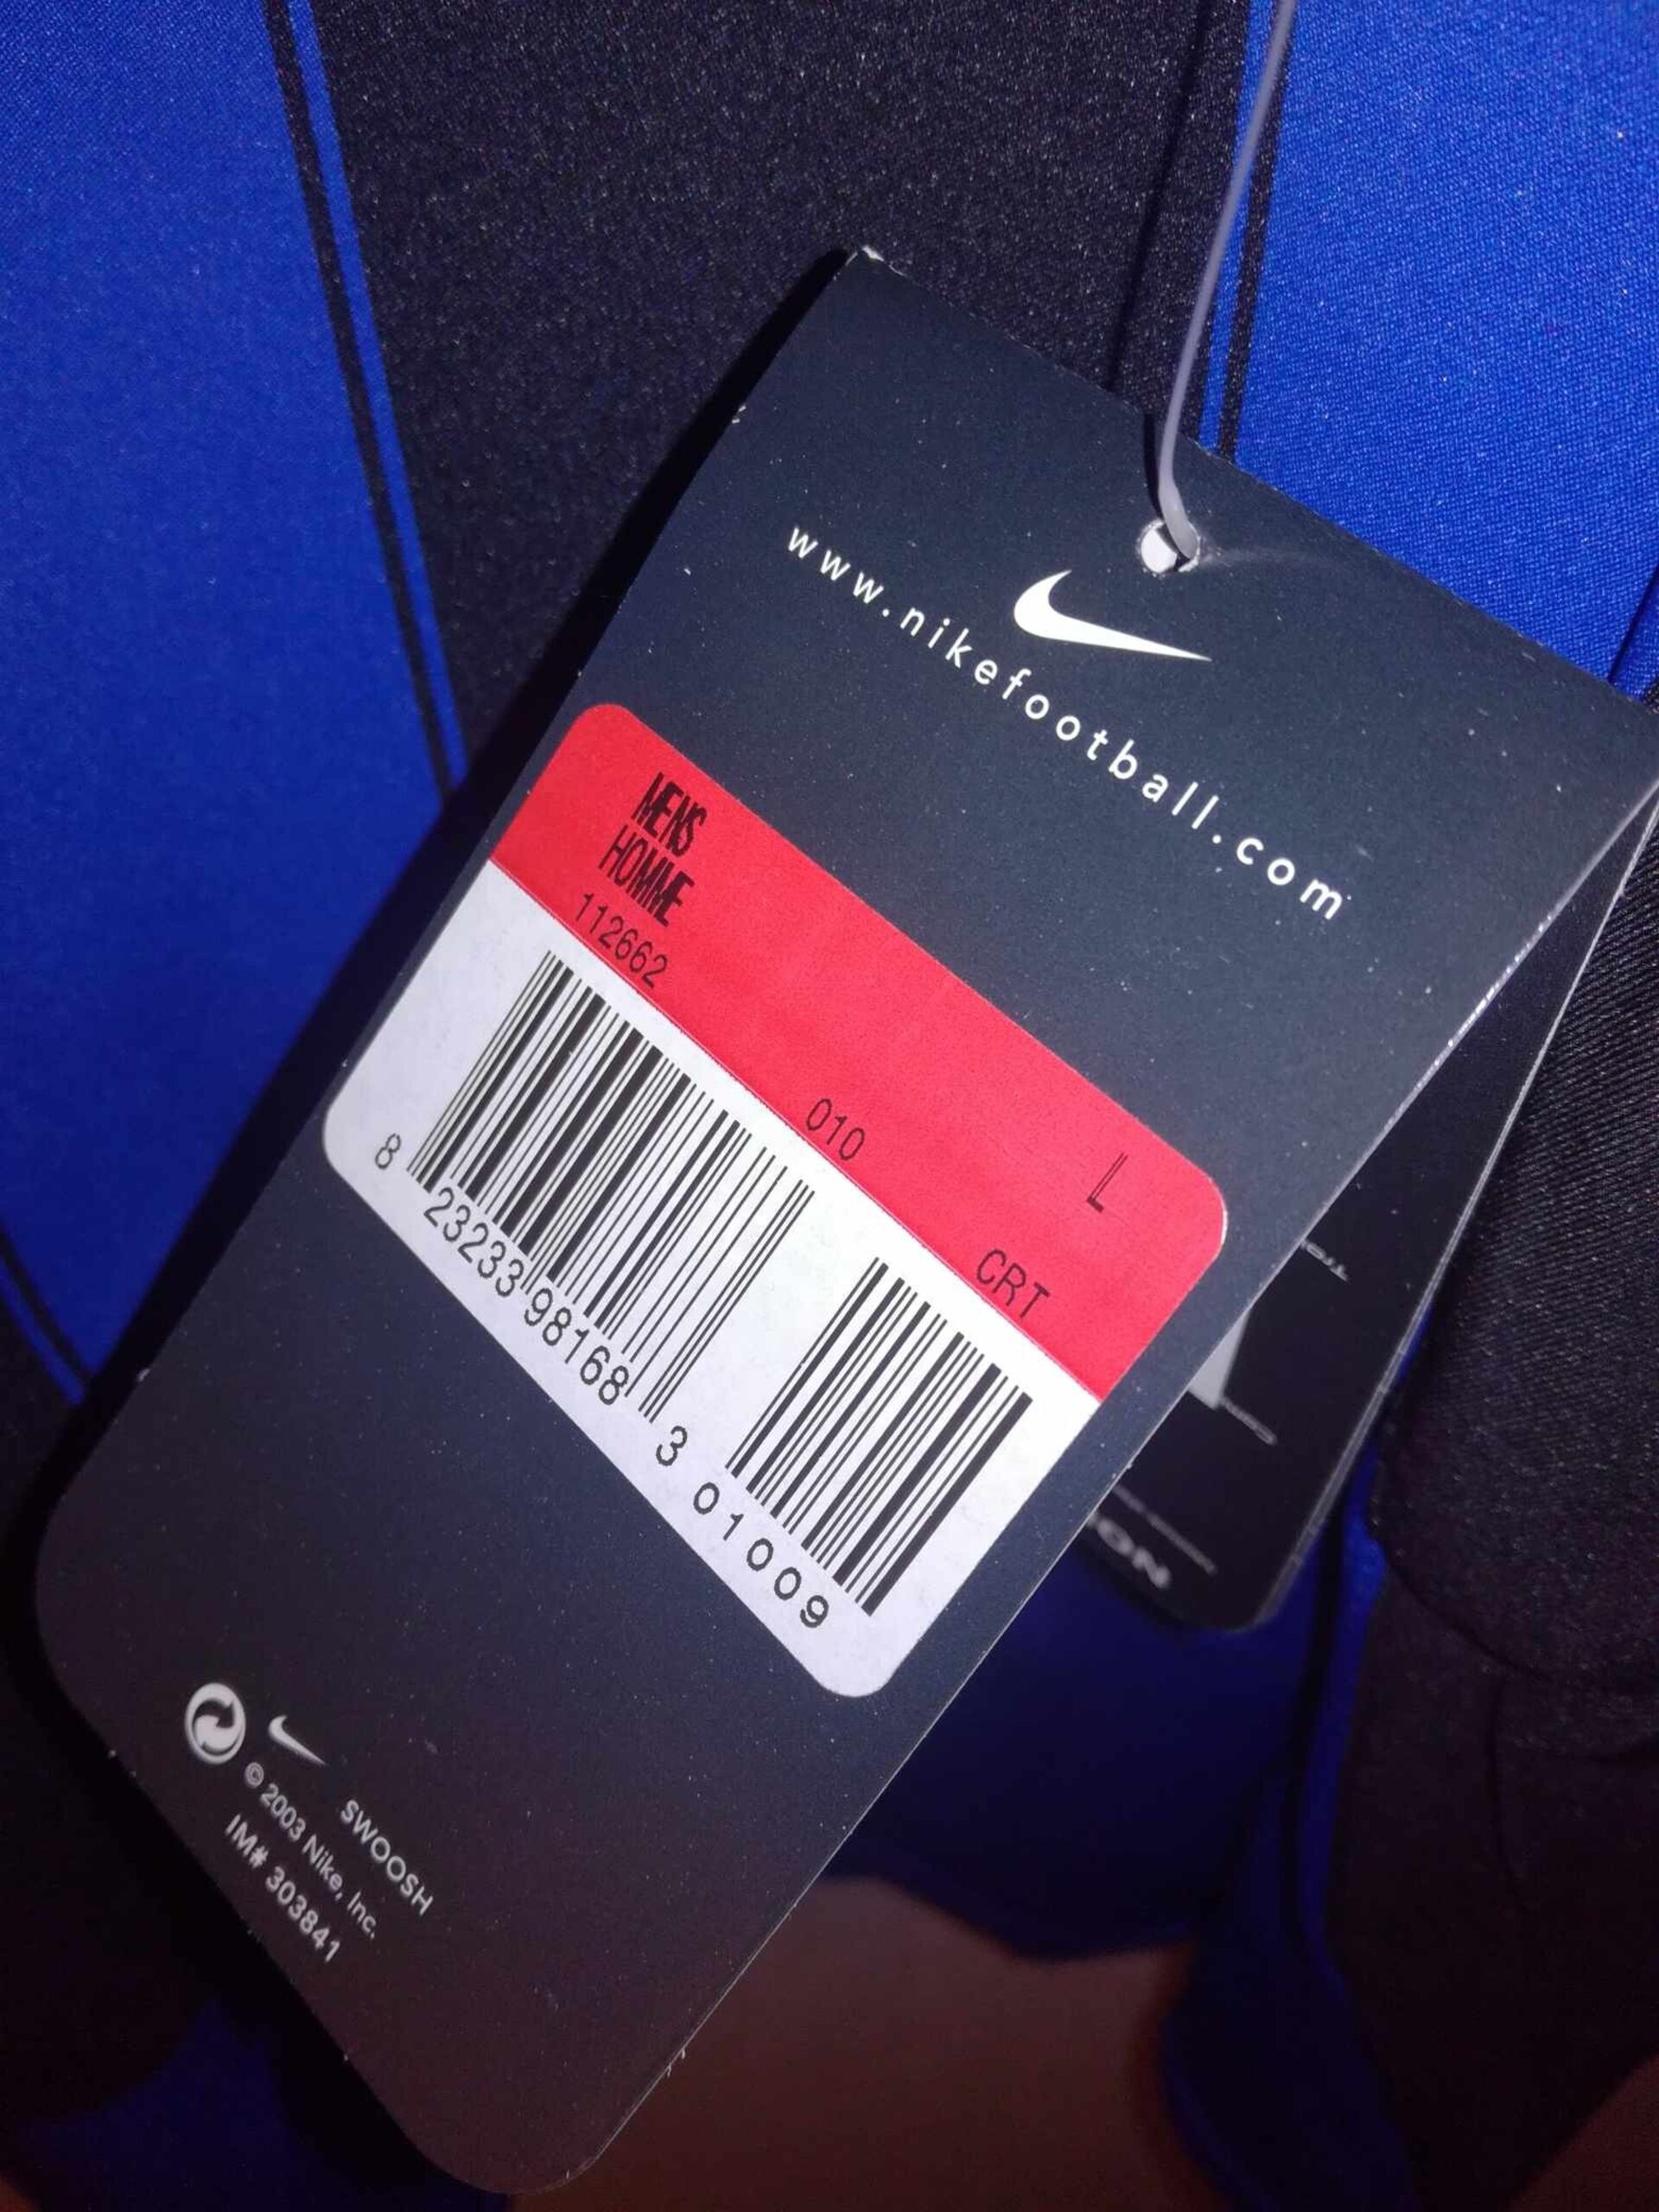 www.nikefootball.com
MENS
HOMME
112662 010 L CRT
8 23233 98168 3 01009
SWOOSH
© 2003 Nike, Inc.
IM# 303841